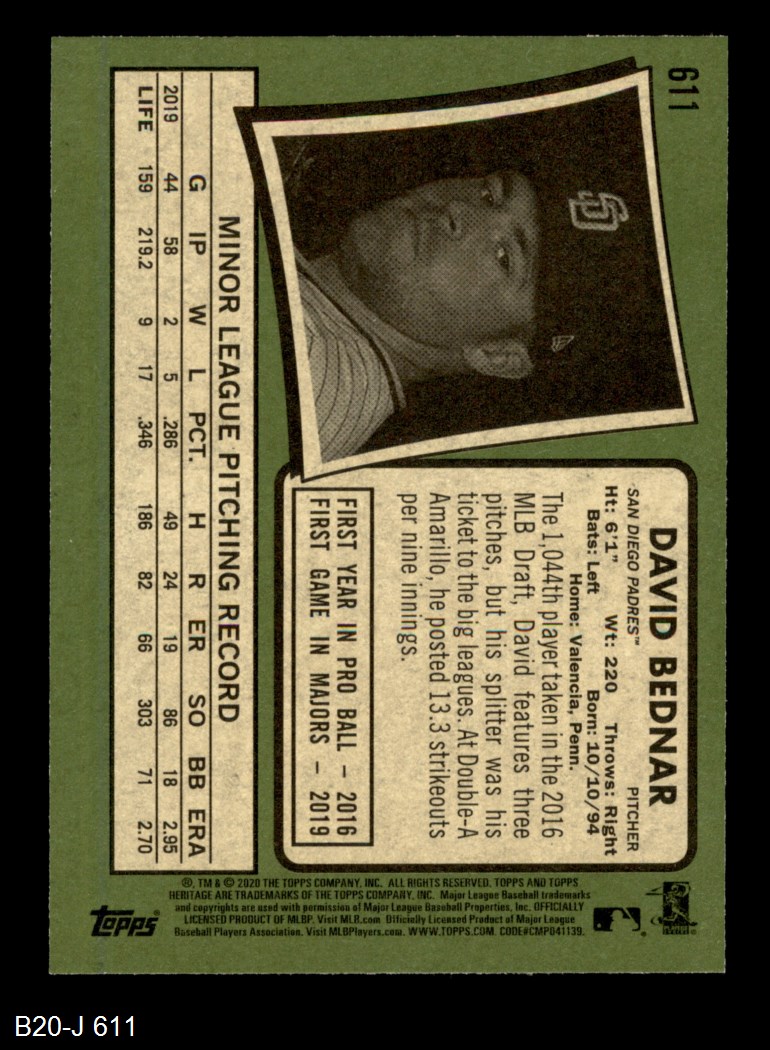 611
SD
DAVID BEDNAR
SAN DIEGO PADRES™ PITCHER
Ht: 6'1" Wt: 220 Throws: Right
Bats: Left Born: 10/10/94
Home: Valencia, Penn.
The 1,044th player taken in the 2016
MLB Draft, David features three
pitches, but his splitter was his
ticket to the big leagues. At Double-A
Amarillo, he posted 13.3 strikeouts
per nine innings.
FIRST YEAR IN PRO BALL – 2016
FIRST GAME IN MAJORS – 2019
MINOR LEAGUE PITCHING RECORD
G IP W L PCT. H R ER SO BB ERA
2019 44 58 2 5 .286 49 24 19 86 18 2.95
LIFE 159 219.2 9 17 .346 186 82 66 303 71 2.70
®, TM & © 2020 THE TOPPS COMPANY, INC. ALL RIGHTS RESERVED. TOPPS AND TOPPS
HERITAGE ARE TRADEMARKS OF THE TOPPS COMPANY, INC. Major League Baseball trademarks
and copyrights are used with permission of Major League Baseball Properties, Inc. OFFICIALLY
LICENSED PRODUCT OF MLBP. Visit MLB.com Officially Licensed Product of Major League
Baseball Players Association. Visit MLBPlayers.com. WWW.TOPPS.COM. CODE#CMP041139.
topps®
B20-J 611